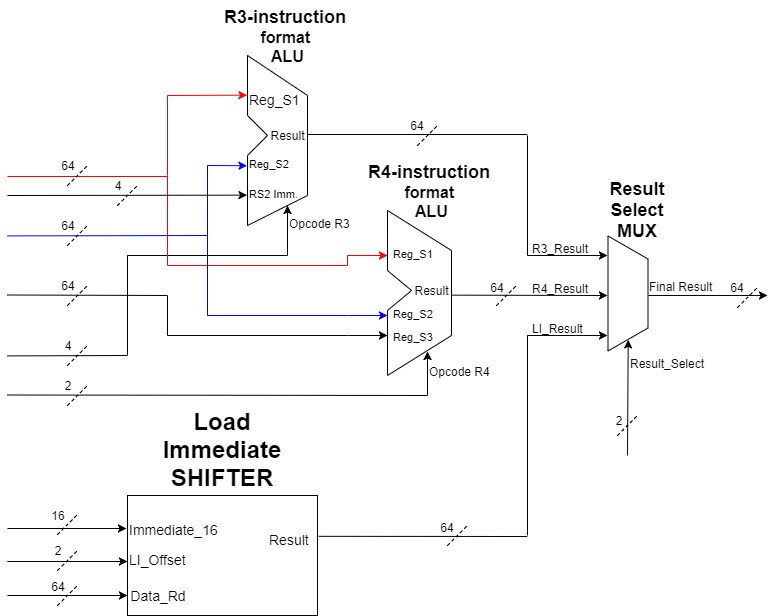 R3-instruction
format
ALU
64
Reg_S1
Result
Reg_S2
RS2 Imm.
Opcode R3
64
4
64
64
4
2
R4-instruction
format
ALU
Reg_S1
Result
Reg_S2
Reg_S3
Opcode R4
64
Result
Select
MUX
R3_Result
R4_Result
LI_Result
Final Result
64
Result_Select
2
Load
Immediate
SHIFTER
16
Immediate_16
2
LI_Offset
64
Data_Rd
Result
64